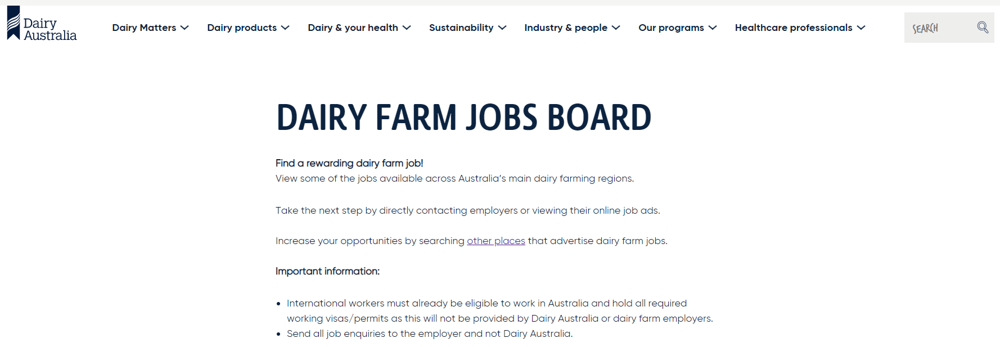 Dairy
Australia
Dairy Matters
Dairy products
Dairy & your health
Sustainability
Industry & people
Our programs
Healthcare professionals
SEARCH
DAIRY FARM JOBS BOARD
Find a rewarding dairy farm job!
View some of the jobs available across Australia's main dairy farming regions.
Take the next step by directly contacting employers or viewing their online job ads.
Increase your opportunities by searching other places that advertise dairy farm jobs.
Important information:
• International workers must already be eligible to work in Australia and hold all required
working visas/permits as this will not be provided by Dairy Australia or dairy farm employers.
• Send all job enquiries to the employer and not Dairy Australia.